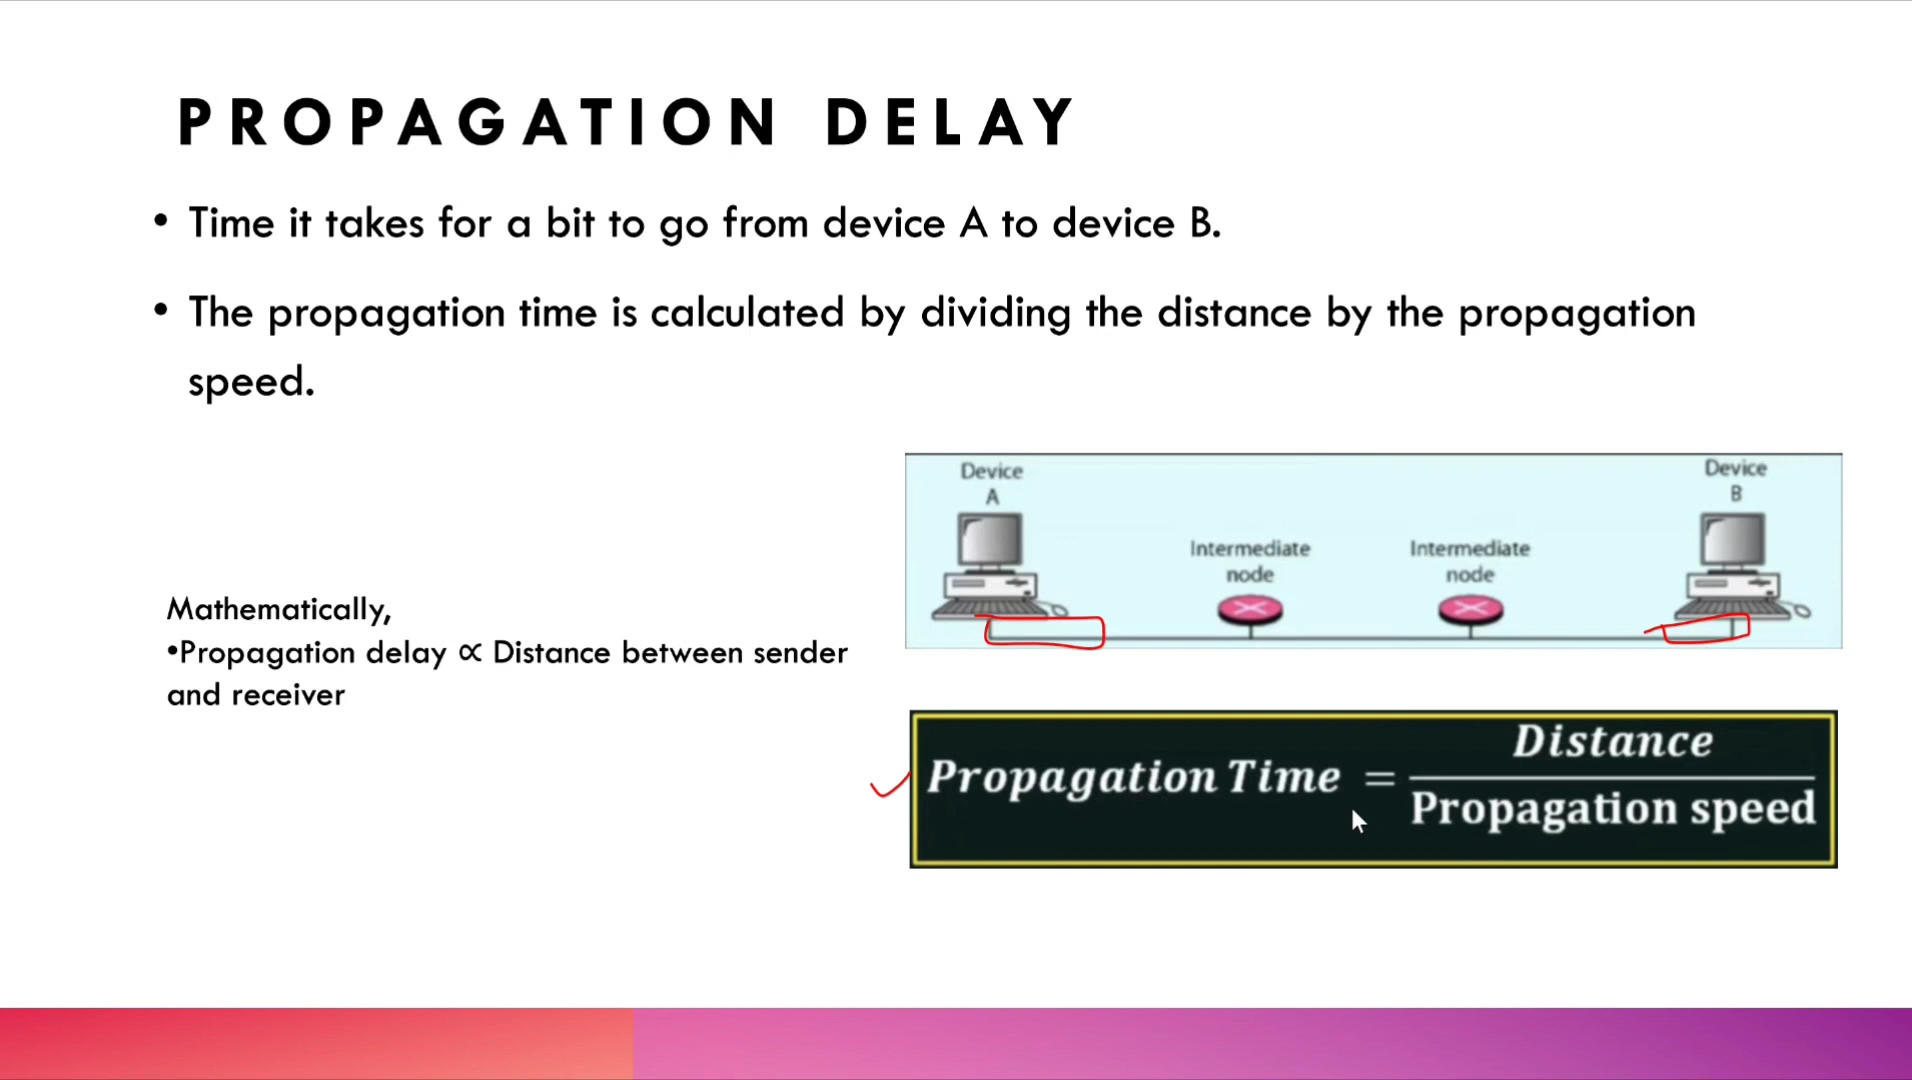 PROPAGATION DELAY
• Time it takes for a bit to go from device A to device B.
• The propagation time is calculated by dividing the distance by the propagation
speed.
Device
A
Device
B
Intermediate
node
Intermediate
node
Mathematically,
•Propagation delay ∝ Distance between sender
and receiver
Propagation Time = Distance
Propagation speed